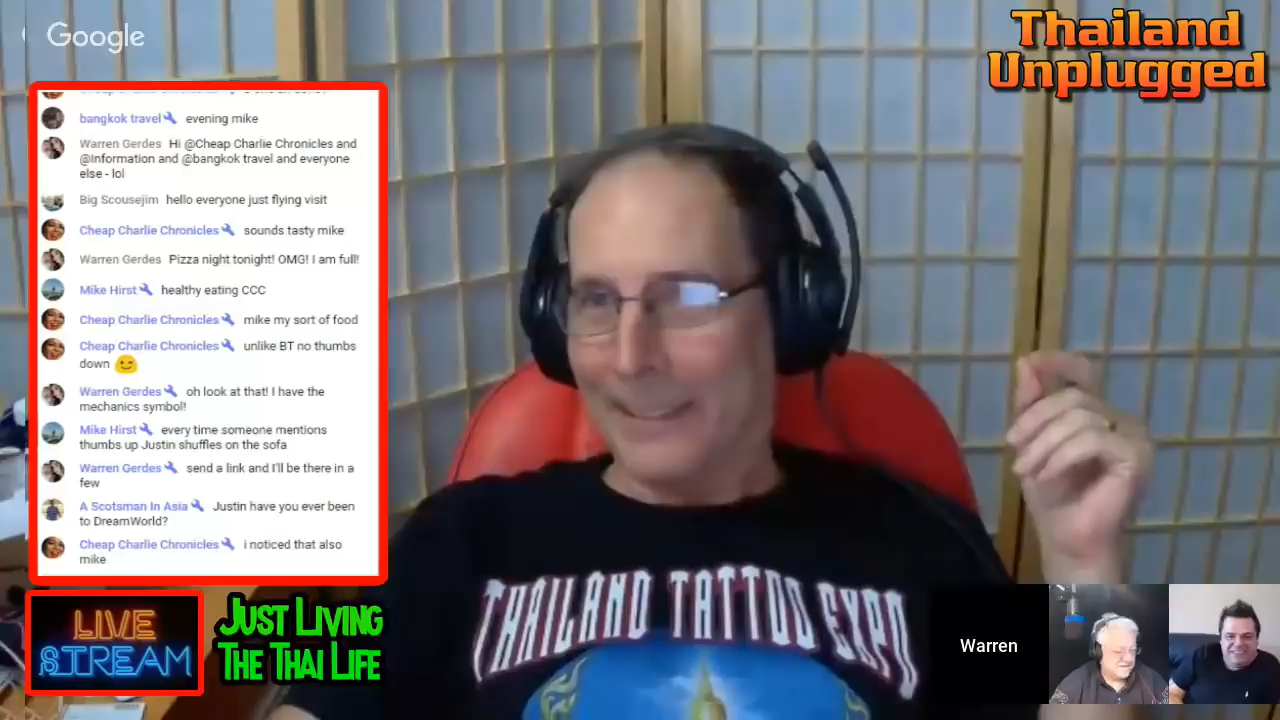 Google
Thailand
Unplugged
bangkok travel evening mike
Warren Gerdes Hi @Cheap Charlie Chronicles and
@Information and @bangkok travel and everyone
else - lol
Big Scousejim hello everyone just flying visit
Cheap Charlie Chronicles sounds tasty mike
Warren Gerdes Pizza night tonight! OMG! I am full!
Mike Hirst healthy eating CCC
Cheap Charlie Chronicles mike my sort of food
Cheap Charlie Chronicles unlike BT no thumbs
down 😉
Warren Gerdes oh look at that! I have the
mechanics symbol!
Mike Hirst every time someone mentions
thumbs up Justin shuffles on the sofa
Warren Gerdes send a link and I'll be there in a
few
A Scotsman In Asia Justin have you ever been
to DreamWorld?
Cheap Charlie Chronicles i noticed that also
mike
LIVE
STREAM
JUST LIVING
THE THAI LIFE
THAILAND TATTOO EXPO
Warren